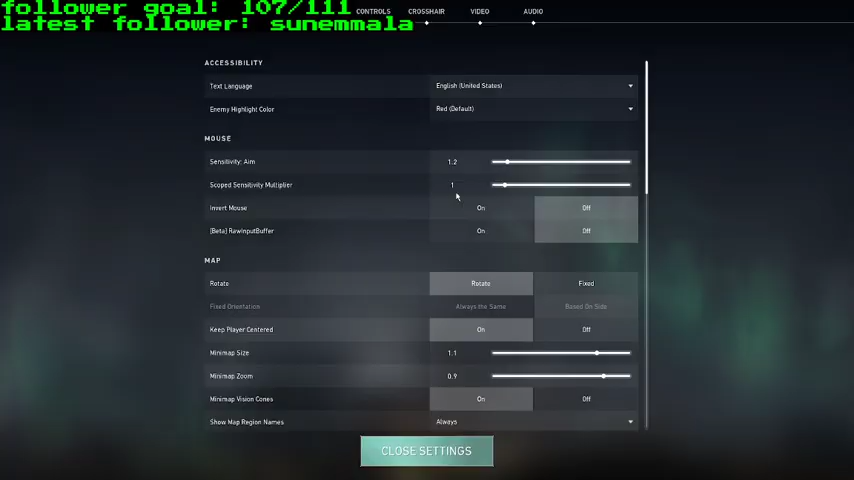 follower goal: 107/111
latest follower: sunemmala
CONTROLS CROSSHAIR VIDEO AUDIO
ACCESSIBILITY
Text Language English (United States)
Enemy Highlight Color Red (Default)
MOUSE
Sensitivity: Aim 1.2
Scoped Sensitivity Multiplier 1
Invert Mouse On Off
[Beta] RawInputBuffer On Off
MAP
Rotate Rotate Fixed
Fixed Orientation Always the Same Based On Side
Keep Player Centered On Off
Minimap Size 1.1
Minimap Zoom 0.9
Minimap Vision Cones On Off
Show Map Region Names Always
CLOSE SETTINGS